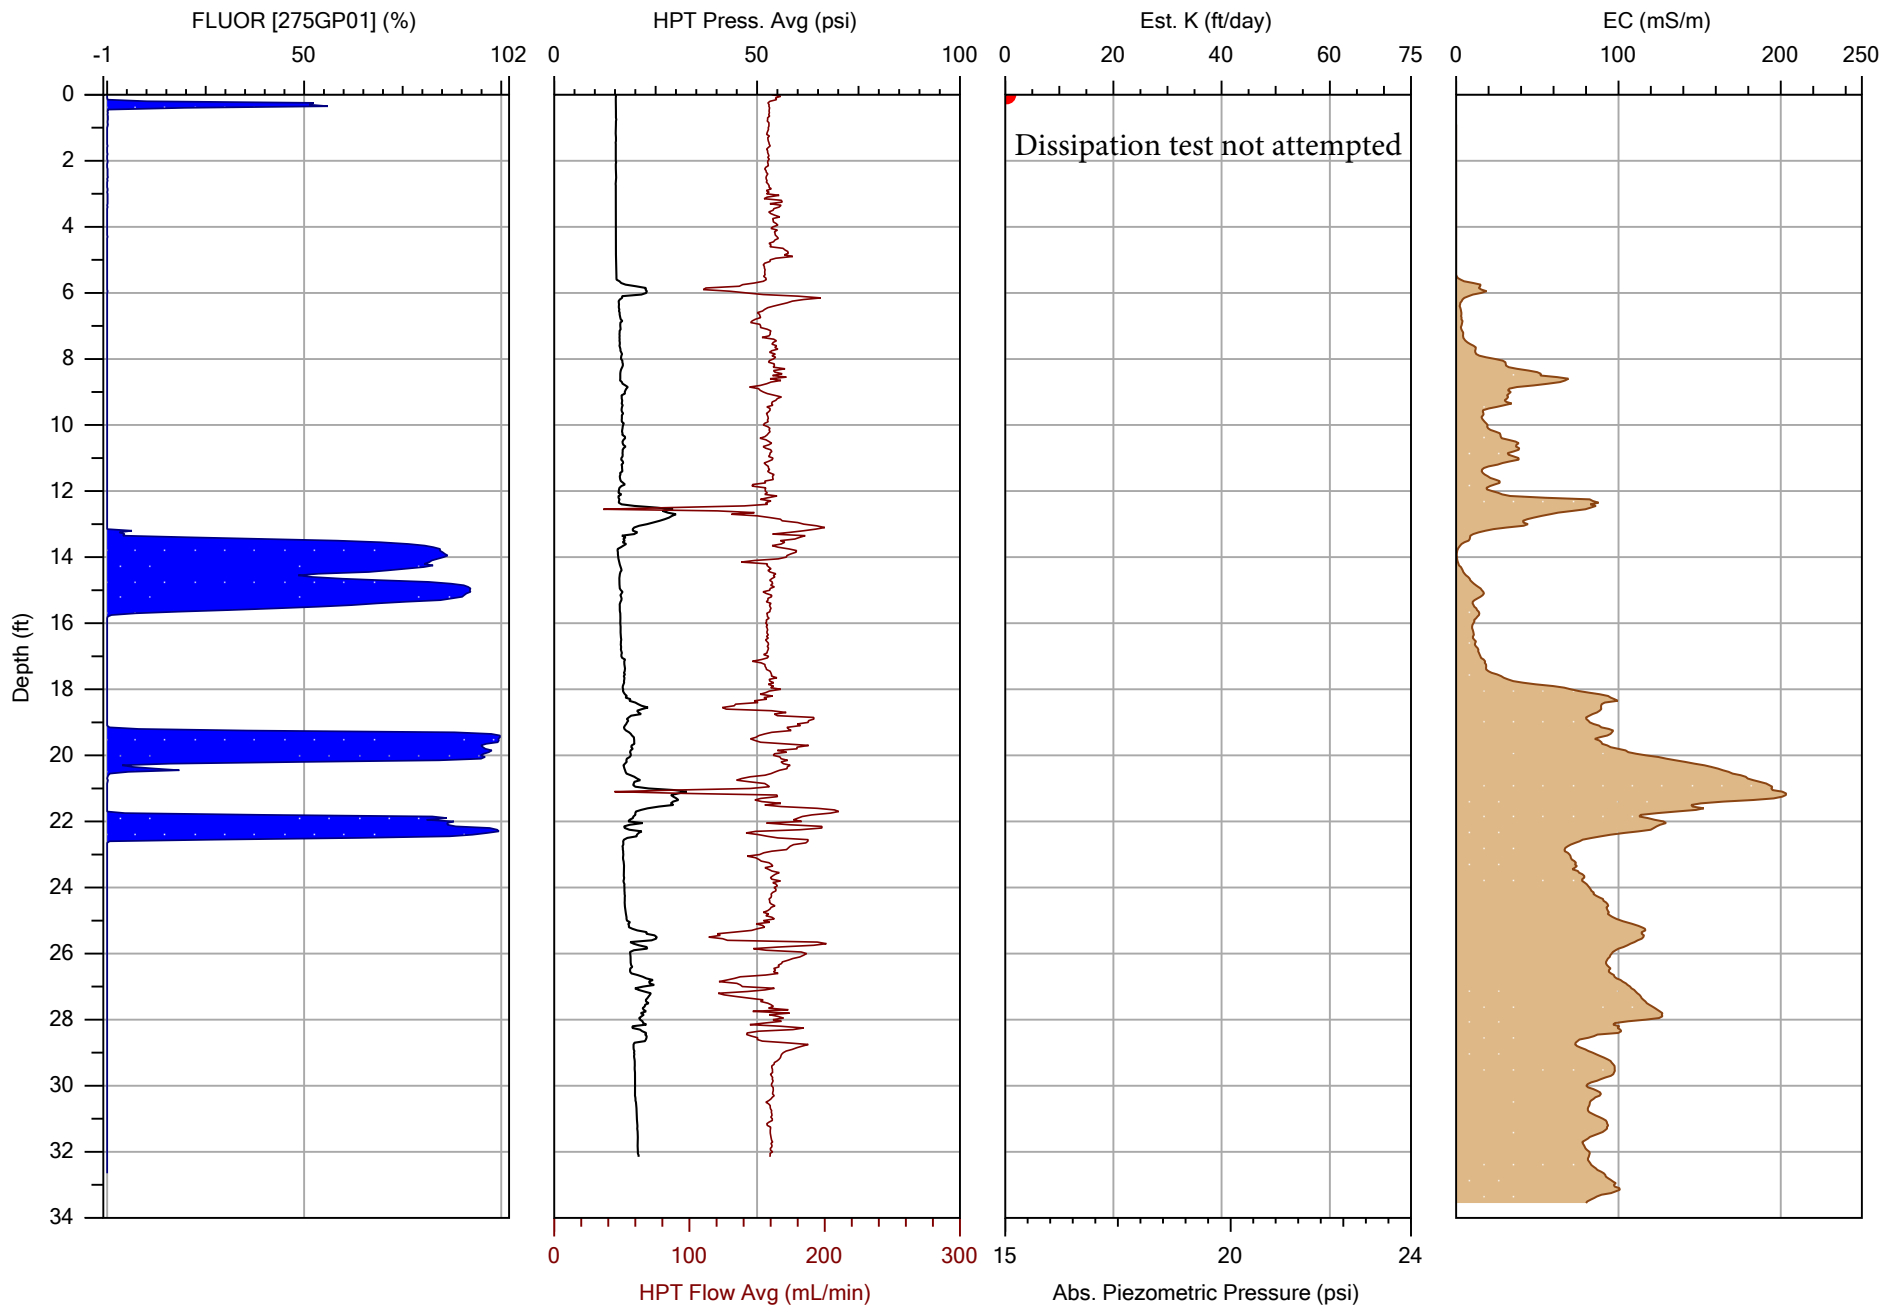 FLUOR [275GP01] (%)
HPT Press. Avg (psi)
Est. K (ft/day)
EC (mS/m)
-1 50 102
0 50 100
0 20 40 60 75
0 100 200 250
Dissipation test not attempted
Depth (ft)
0
2
4
6
8
10
12
14
16
18
20
22
24
26
28
30
32
34
0 100 200 300
15 20 24
HPT Flow Avg (mL/min)
Abs. Piezometric Pressure (psi)